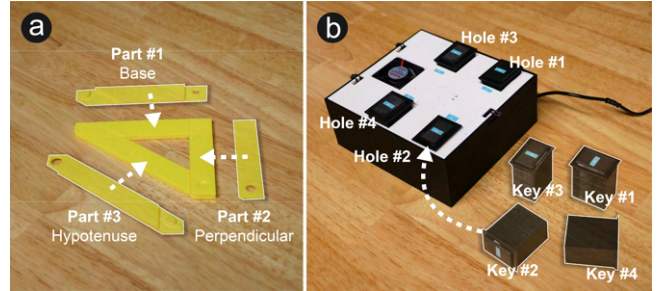 a
Part #1
Base
Part #3
Hypotenuse
Part #2
Perpendicular
b
Hole #3
Hole #1
Hole #4
Hole #2
Key #3
Key #1
Key #2
Key #4